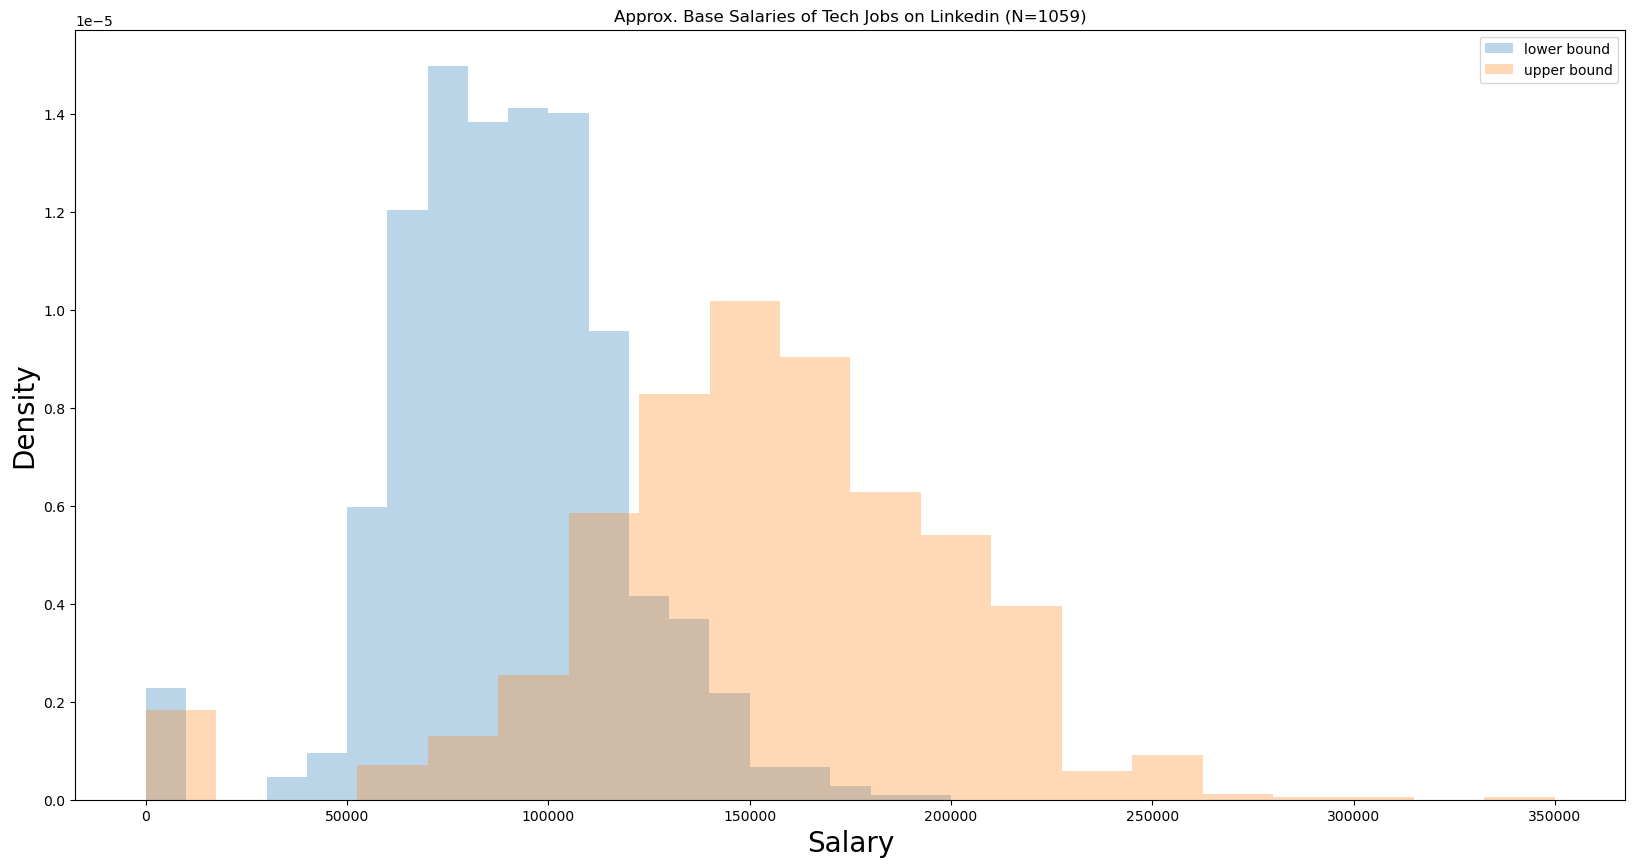 Approx. Base Salaries of Tech Jobs on Linkedin (N=1059)
1e−5
lower bound
upper bound
1.4
1.2
1.0
0.8
0.6
0.4
0.2
0.0
Density
0 50000 100000 150000 200000 250000 300000 350000
Salary